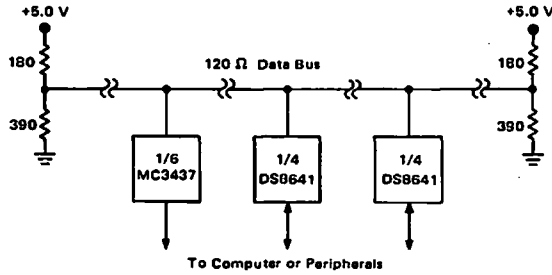 +5.0 V
+5.0 V
180
120 Ω Data Bus
180
390
390
1/6
MC3437
1/4
DS8641
1/4
DS8641
To Computer or Peripherals